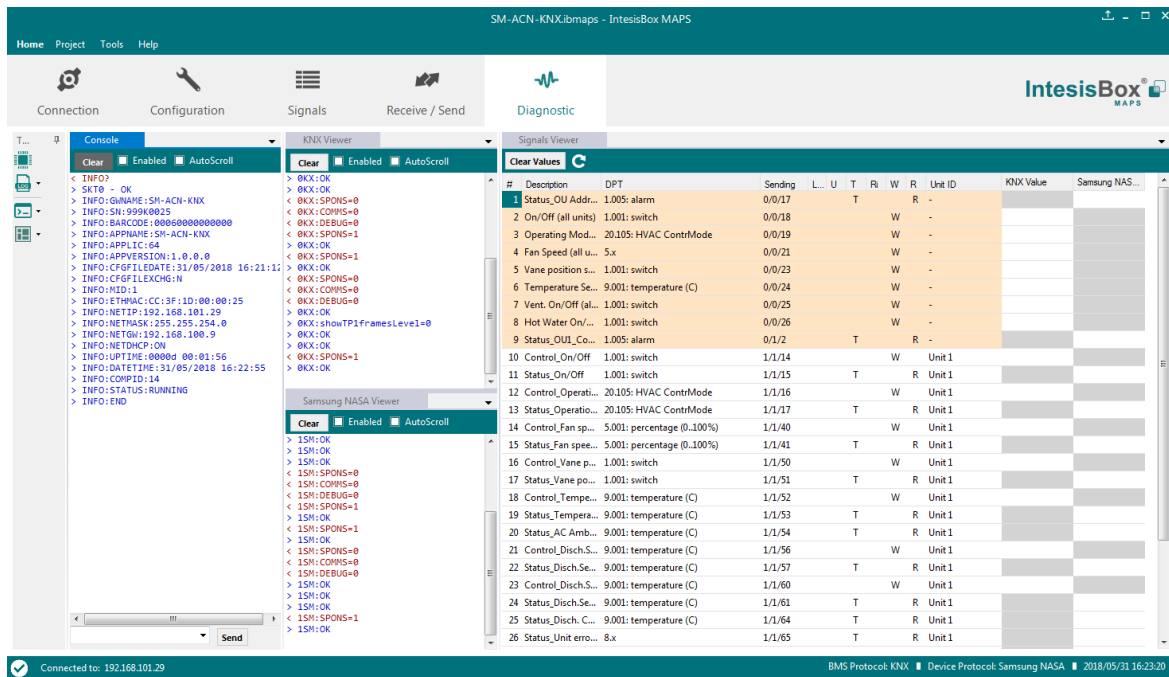 SM-ACN-KNX.ibmaps - IntesisBox MAPS
Home Project Tools Help
Connection Configuration Signals Receive / Send Diagnostic
IntesisBox®
MAPS
T...
Console
Clear Enabled AutoScroll
< INFO?
> SKT0 - OK
> INFO:GWNAME:SM-ACN-KNX
> INFO:SN:999K0025
> INFO:BARCODE:00060000000000
> INFO:APPNAME:SM-ACN-KNX
> INFO:APPLIC:64
> INFO:APPVERSION:1.0.0.0
> INFO:CFGFILEDATE:31/05/2018 16:21:12
> INFO:CFGFILEXCHG:N
> INFO:MID:1
> INFO:ETHMAC:CC:3F:1D:00:00:25
> INFO:NETIP:192.168.101.29
> INFO:NETMASK:255.255.254.0
> INFO:NETGW:192.168.100.9
> INFO:NETDHCP:ON
> INFO:UPTIME:0000d 00:01:56
> INFO:DATETIME:31/05/2018 16:22:55
> INFO:COMPID:14
> INFO:STATUS:RUNNING
> INFO:END
Send
KNX Viewer
Clear Enabled AutoScroll
> 0KX:OK
> 0KX:OK
< 0KX:SPONS=0
< 0KX:COMMS=0
< 0KX:DEBUG=0
< 0KX:SPONS=1
> 0KX:OK
< 0KX:SPONS=1
> 0KX:OK
< 0KX:SPONS=0
< 0KX:COMMS=0
< 0KX:DEBUG=0
> 0KX:OK
> 0KX:showTP1framesLevel=0
> 0KX:OK
> 0KX:OK
< 0KX:SPONS=1
> 0KX:OK
Samsung NASA Viewer
Clear Enabled AutoScroll
> 1SM:OK
> 1SM:OK
> 1SM:OK
< 1SM:SPONS=0
< 1SM:COMMS=0
< 1SM:DEBUG=0
< 1SM:SPONS=1
> 1SM:OK
< 1SM:SPONS=1
> 1SM:OK
< 1SM:SPONS=0
< 1SM:COMMS=0
< 1SM:DEBUG=0
> 1SM:OK
> 1SM:OK
> 1SM:OK
< 1SM:SPONS=1
> 1SM:OK
Signals Viewer
Clear Values
# Description DPT Sending L... U T Ri W R Unit ID KNX Value Samsung NAS...
1 Status_OU Addr... 1.005: alarm 0/0/17 T R -
2 On/Off (all units) 1.001: switch 0/0/18 W -
3 Operating Mod... 20.105: HVAC ContrMode 0/0/19 W -
4 Fan Speed (all u... 5.x 0/0/21 W -
5 Vane position s... 1.001: switch 0/0/23 W -
6 Temperature Se... 9.001: temperature (C) 0/0/24 W -
7 Vent. On/Off (al... 1.001: switch 0/0/25 W -
8 Hot Water On/... 1.001: switch 0/0/26 W -
9 Status_OU1_Co... 1.005: alarm 0/1/2 T R -
10 Control_On/Off 1.001: switch 1/1/14 W Unit 1
11 Status_On/Off 1.001: switch 1/1/15 T R Unit 1
12 Control_Operati... 20.105: HVAC ContrMode 1/1/16 W Unit 1
13 Status_Operatio... 20.105: HVAC ContrMode 1/1/17 T R Unit 1
14 Control_Fan sp... 5.001: percentage (0..100%) 1/1/40 W Unit 1
15 Status_Fan spee... 5.001: percentage (0..100%) 1/1/41 T R Unit 1
16 Control_Vane p... 1.001: switch 1/1/50 W Unit 1
17 Status_Vane po... 1.001: switch 1/1/51 T R Unit 1
18 Control_Tempe... 9.001: temperature (C) 1/1/52 W Unit 1
19 Status_Tempera... 9.001: temperature (C) 1/1/53 T R Unit 1
20 Status_AC Amb... 9.001: temperature (C) 1/1/54 T R Unit 1
21 Control_Disch.S... 9.001: temperature (C) 1/1/56 W Unit 1
22 Status_Disch.Se... 9.001: temperature (C) 1/1/57 T R Unit 1
23 Control_Disch.S... 9.001: temperature (C) 1/1/60 W Unit 1
24 Status_Disch.Se... 9.001: temperature (C) 1/1/61 T R Unit 1
25 Status_Disch. C... 9.001: temperature (C) 1/1/64 T R Unit 1
26 Status_Unit erro... 8.x 1/1/65 T R Unit 1
Connected to: 192.168.101.29
BMS Protocol: KNX Device Protocol: Samsung NASA 2018/05/31 16:23:20